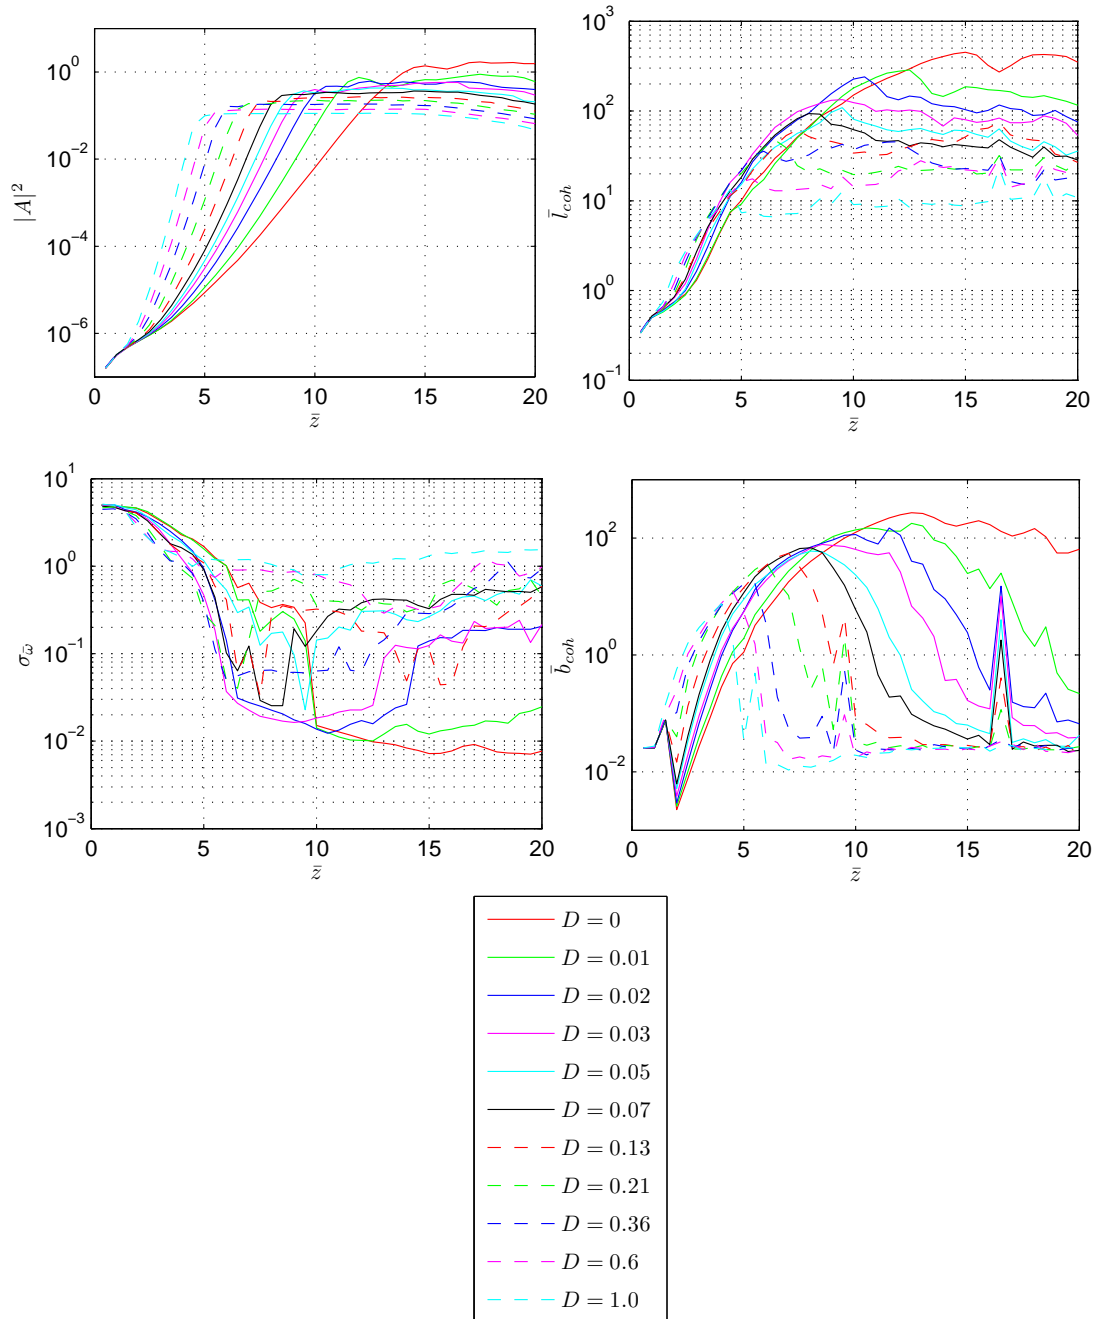 10^0
10^{-2}
10^{-4}
10^{-6}
|A|^2
0 5 10 15 20
z̄
10^3
10^2
10^1
10^0
10^{-1}
l̄_{coh}
0 5 10 15 20
z̄
10^1
10^0
10^{-1}
10^{-2}
10^{-3}
σ_{ω̄}
0 5 10 15 20
z̄
10^2
10^0
10^{-2}
b̄_{coh}
0 5 10 15 20
z̄
D = 0
D = 0.01
D = 0.02
D = 0.03
D = 0.05
D = 0.07
D = 0.13
D = 0.21
D = 0.36
D = 0.6
D = 1.0